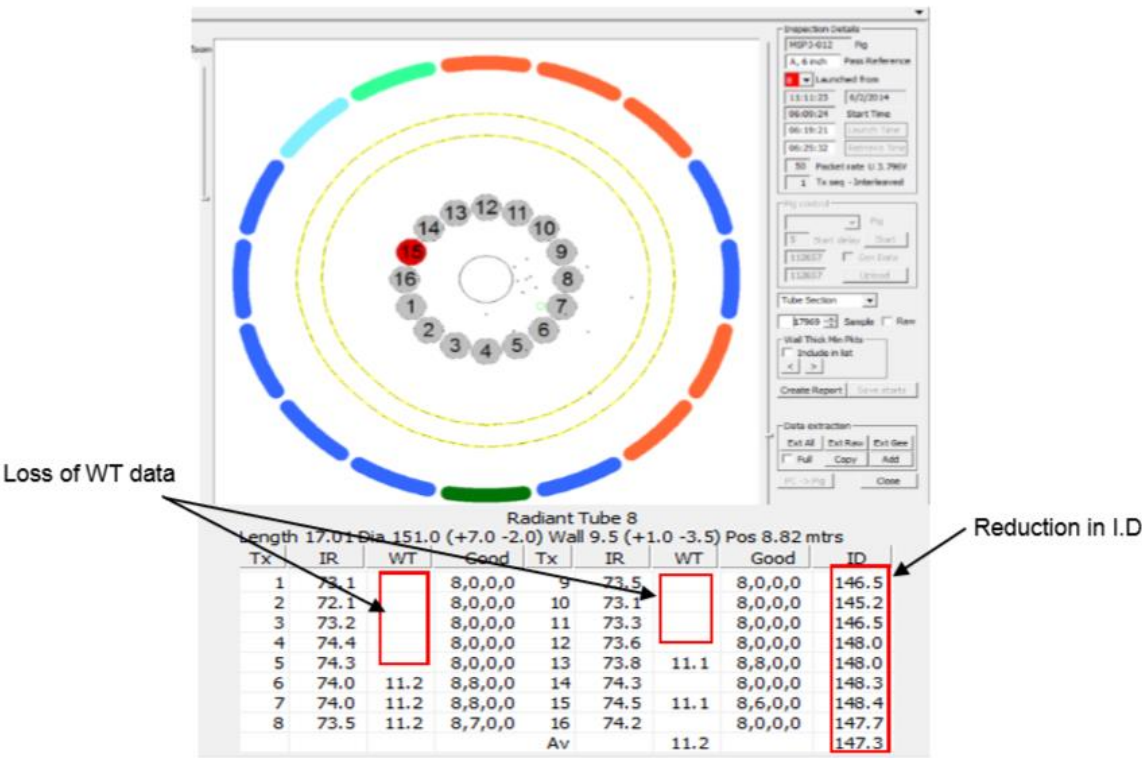 Zoom
Inspection Details
MSPJ-012 Pig
A, 6 inch Pass Reference
Launched from
11:11:23 6/2/2014
06:09:24 Start Time
06:19:21 Launch Time
06:25:32 Retrieve Time
50 Packet rate U 3.796V
1 Tx seq - Interleaved
Pig control
Pig
5 Start delay Start
112657 Gen Data
112657 Upload
Tube Section
17969 Sample Raw
Wall Thick Min Pkts
Include in list
< >
Create Report Save starts
Data extraction
Ext All Ext Raw Ext Gee
Full Copy Add
PC -> Pig Close
1
2
3
4
5
6
7
8
9
10
11
12
13
14
15
16
Loss of WT data
Reduction in I.D
Radiant Tube 8
Length 17.01 Dia 151.0 (+7.0 -2.0) Wall 9.5 (+1.0 -3.5) Pos 8.82 mtrs
Tx IR WT Good Tx IR WT Good ID
1 73.1 8,0,0,0 9 73.5 8,0,0,0 146.5
2 72.1 8,0,0,0 10 73.1 8,0,0,0 145.2
3 73.2 8,0,0,0 11 73.3 8,0,0,0 146.5
4 74.4 8,0,0,0 12 73.6 8,0,0,0 148.0
5 74.3 8,0,0,0 13 73.8 11.1 8,8,0,0 148.0
6 74.0 11.2 8,8,0,0 14 74.3 8,0,0,0 148.3
7 74.0 11.2 8,8,0,0 15 74.5 11.1 8,6,0,0 148.4
8 73.5 11.2 8,7,0,0 16 74.2 8,0,0,0 147.7
Av 11.2 147.3